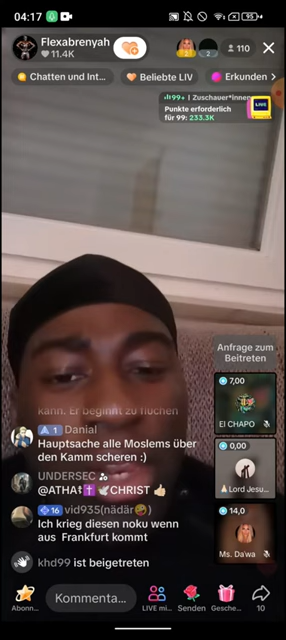 04:17
95
Flexabrenyah
11.4K
2
110
Chatten und Int...
Beliebte LIV
Erkunden
99+ | Zuschauer*innen
Punkte erforderlich
für 99: 233.3K
LIVE
Anfrage zum
Beitreten
7,00
El CHAPO
0,00
Lord Jesu...
14,0
Ms. Da'wa
kann. Er beginnt zu fluchen
1 Danial
Hauptsache alle Moslems über
den Kamm scheren :)
UNDERSEC
@ATHA⚕✝️🕊CHRIST 👍🏻
16 vid935(nädär🤪)
Ich krieg diesen noku wenn
aus Frankfurt kommt
khd99 ist beigetreten
Abonn...
Kommenta...
LIVE mi...
Senden
Gesche...
10